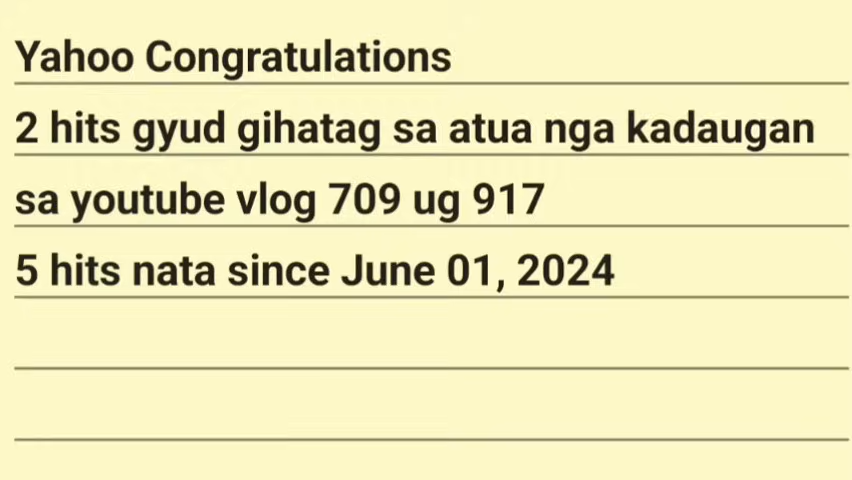 Yahoo Congratulations
2 hits gyud gihatag sa atua nga kadaugan
sa youtube vlog 709 ug 917
5 hits nata since June 01, 2024